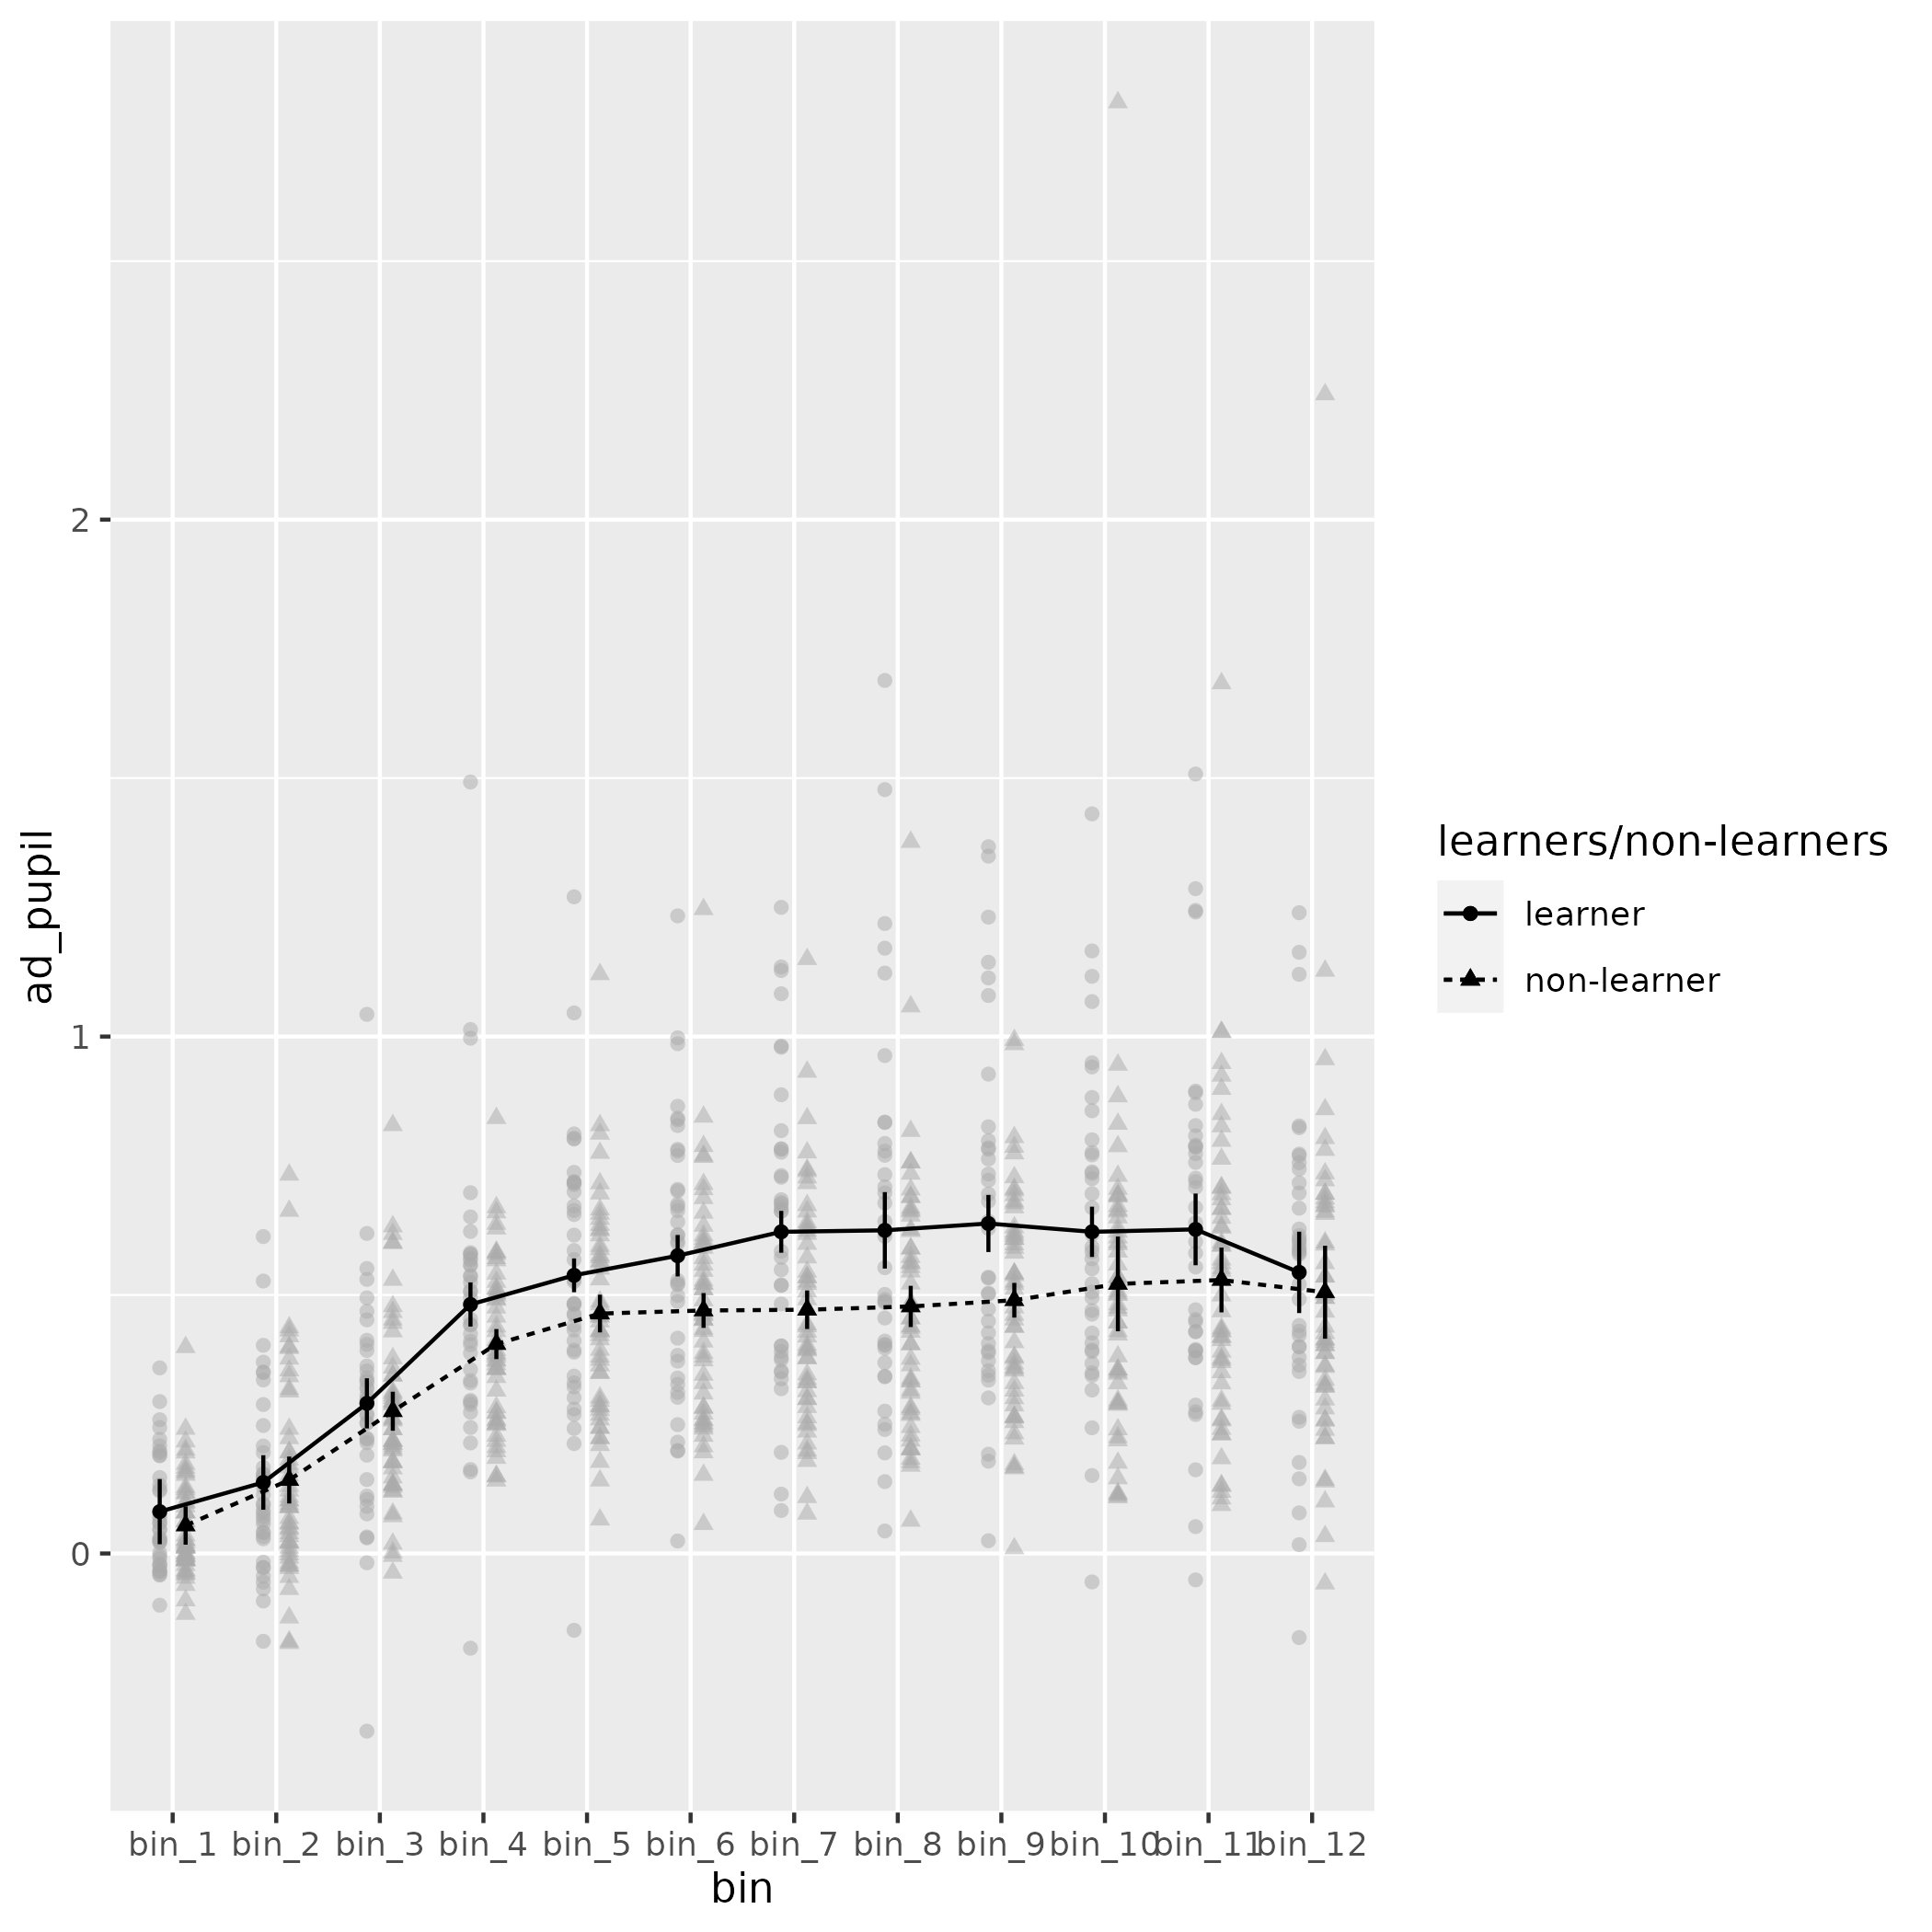 2
1
0
ad_pupil
bin_1 bin_2 bin_3 bin_4 bin_5 bin_6 bin_7 bin_8 bin_9 bin_10 bin_11 bin_12
bin
learners/non-learners
learner
non-learner